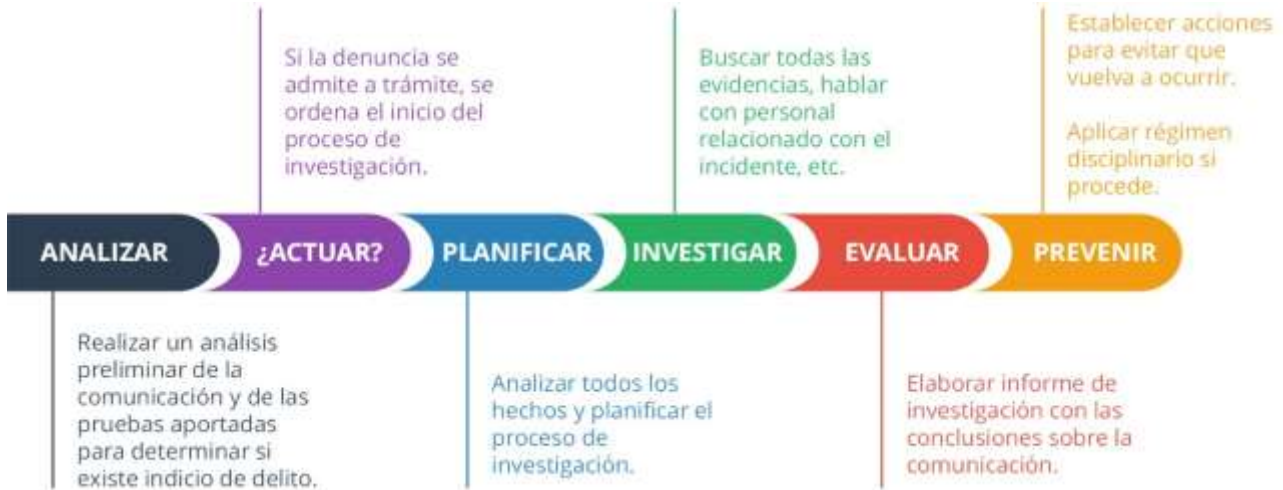 ANALIZAR
Realizar un análisis
preliminar de la
comunicación y de las
pruebas aportadas
para determinar si
existe indicio de delito.
¿ACTUAR?
Si la denuncia se
admite a trámite, se
ordena el inicio del
proceso de
investigación.
PLANIFICAR
Analizar todos los
hechos y planificar el
proceso de
investigación.
INVESTIGAR
Buscar todas las
evidencias, hablar
con personal
relacionado con el
incidente, etc.
EVALUAR
Elaborar informe de
investigación con las
conclusiones sobre la
comunicación.
PREVENIR
Establecer acciones
para evitar que
vuelva a ocurrir.
Aplicar régimen
disciplinario si
procede.